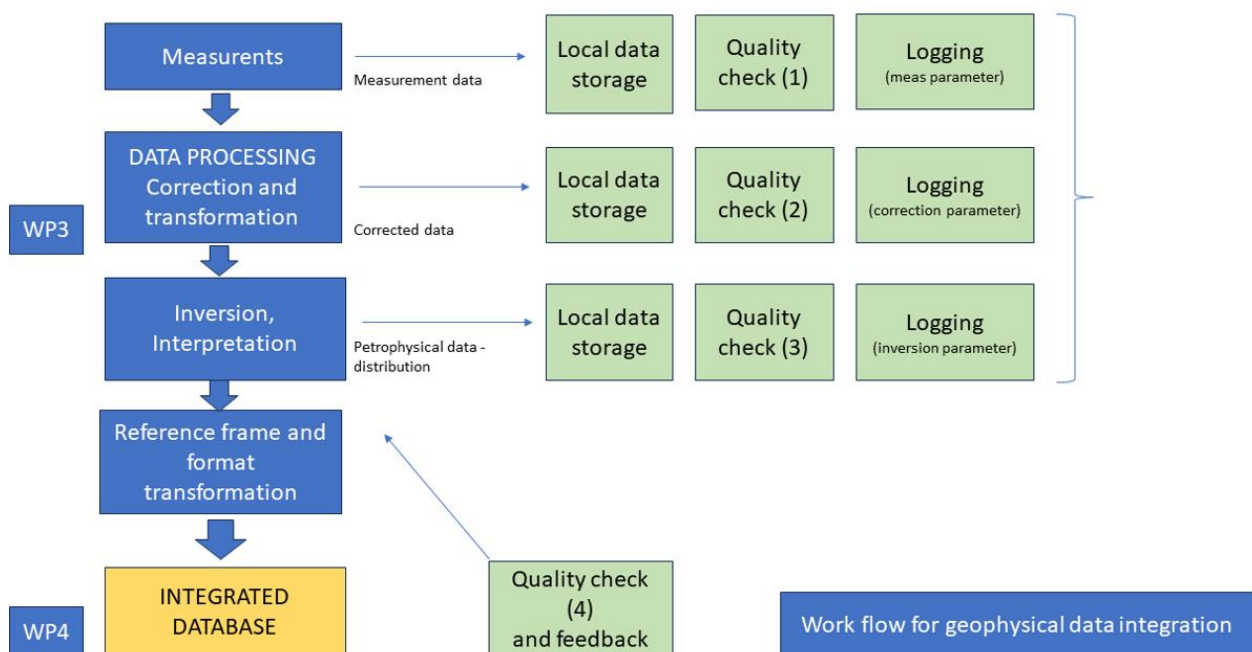 Measurents
Measurement data
Local data
storage
Quality
check (1)
Logging
(meas parameter)
WP3
DATA PROCESSING
Correction and
transformation
Corrected data
Local data
storage
Quality
check (2)
Logging
(correction parameter)
Inversion,
Interpretation
Petrophysical data -
distribution
Local data
storage
Quality
check (3)
Logging
(inversion parameter)
Reference frame and
format
transformation
WP4
INTEGRATED
DATABASE
Quality check
(4)
and feedback
Work flow for geophysical data integration